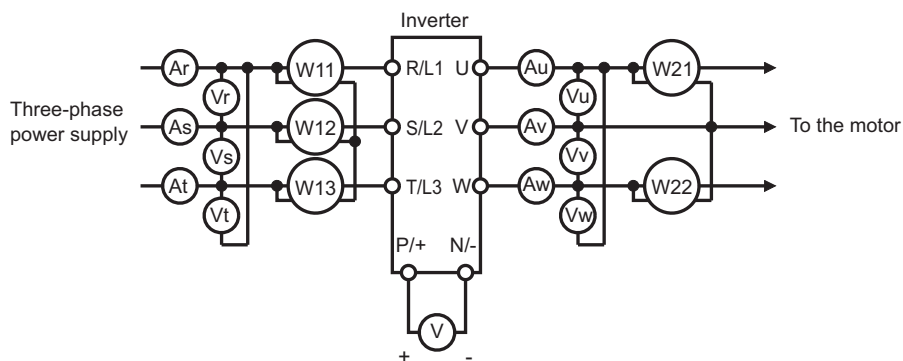 Inverter
Ar
W11
R/L1
U
Au
W21
Vr
Vu
Three-phase
power supply
As
W12
S/L2
V
Av
To the motor
Vs
Vv
At
W13
T/L3
W
Aw
W22
Vt
Vw
P/+
N/-
V
+
-